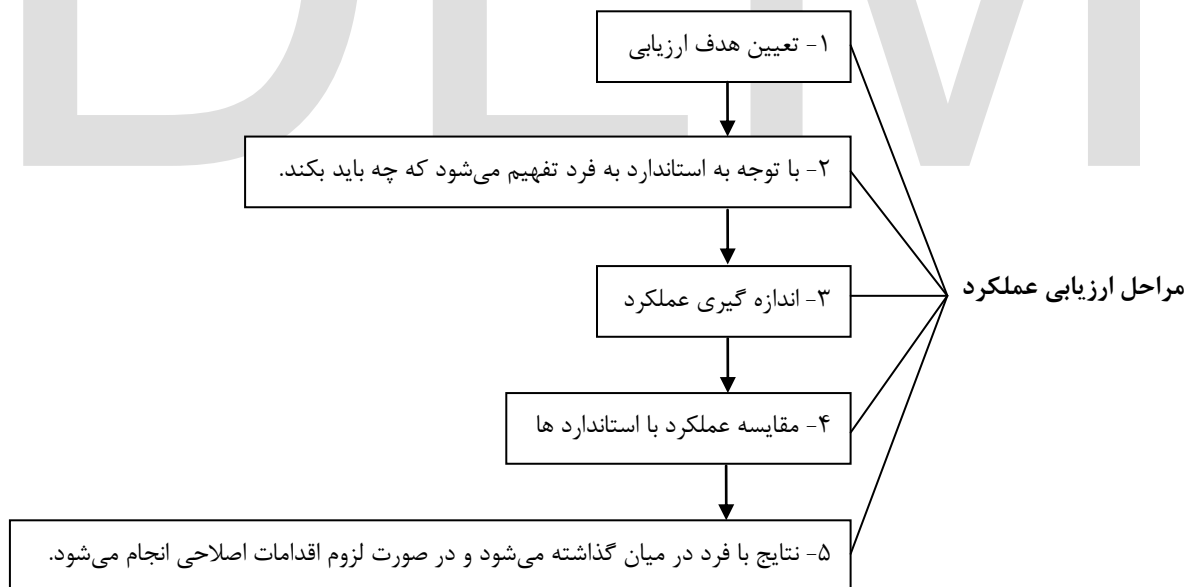 ۱- تعیین هدف ارزیابی
۲- با توجه به استاندارد به فرد تفهیم می‌شود که چه باید بکند.
۳- اندازه گیری عملکرد
مراحل ارزیابی عملکرد
۴- مقایسه عملکرد با استاندارد ها
۵- نتایج با فرد در میان گذاشته می‌شود و در صورت لزوم اقدامات اصلاحی انجام می‌شود.